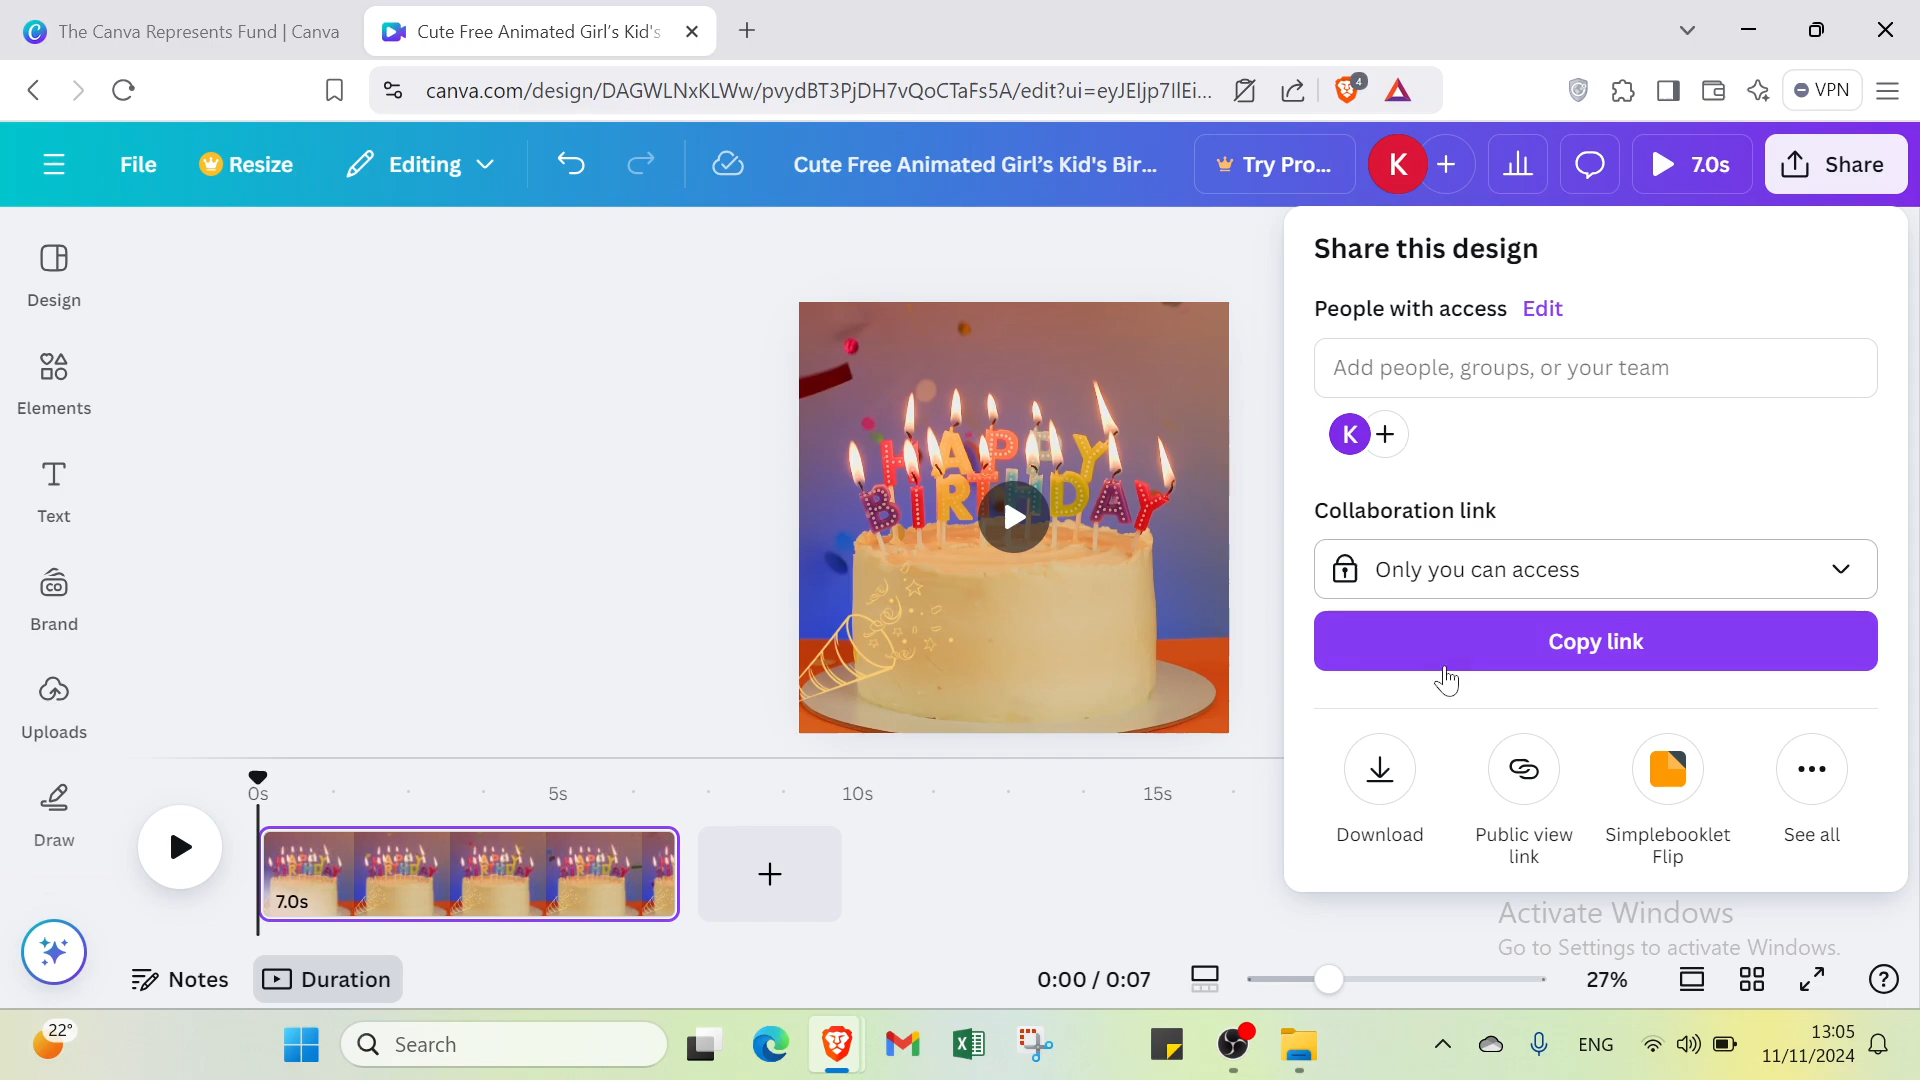 The Canva Represents Fund | Canva
Cute Free Animated Girl's Kid's
canva.com/design/DAGWLNxKLWw/pvydBT3PjDH7vQoCTaFs5A/edit?ui=eyJEIjp7IlEi...
4
VPN
File
Resize
Editing
Cute Free Animated Girl's Kid's Bir...
Try Pro...
K
7.0s
Share
Design
Elements
Text
Brand
Uploads
Draw
HAPPY
BIRTHDAY
Share this design
People with access Edit
Add people, groups, or your team
K
Collaboration link
Only you can access
Copy link
Download
Public view link
Simplebooklet Flip
See all
0s
5s
10s
15s
7.0s
Activate Windows
Go to Settings to activate Windows.
Notes
Duration
0:00 / 0:07
27%
22°
Search
ENG
13:05
11/11/2024